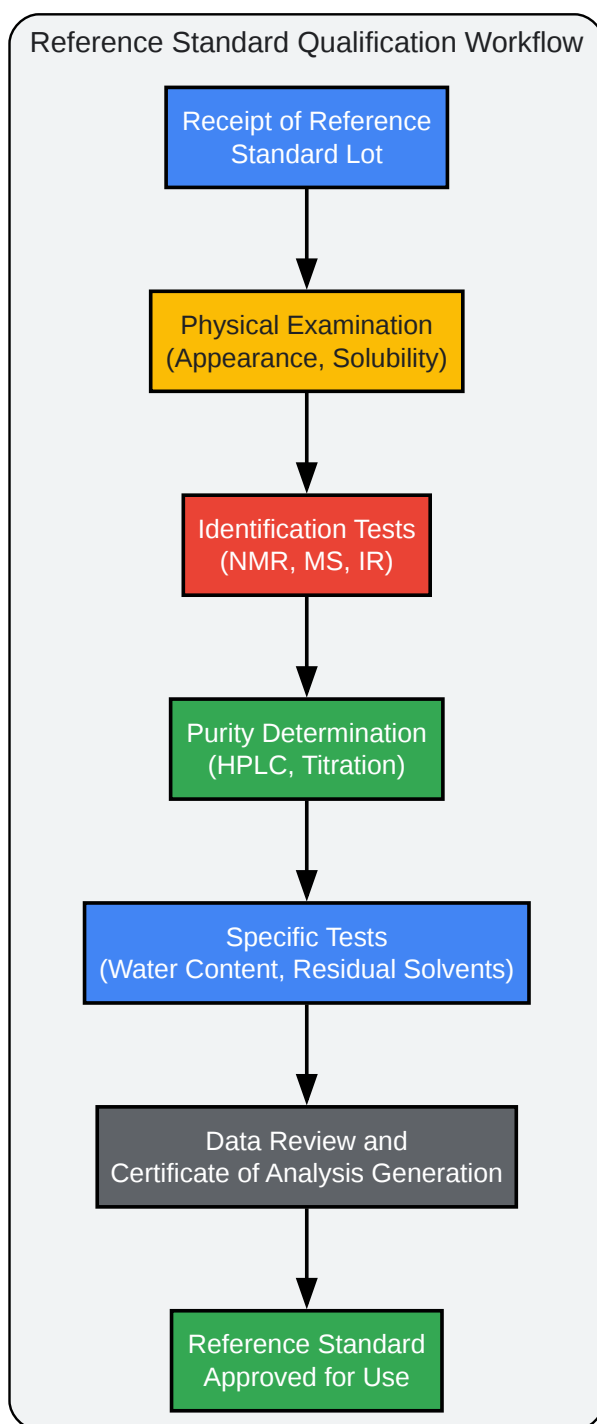 Reference Standard Qualification Workflow
Receipt of Reference
Standard Lot
Physical Examination
(Appearance, Solubility)
Identification Tests
(NMR, MS, IR)
Purity Determination
(HPLC, Titration)
Specific Tests
(Water Content, Residual Solvents)
Data Review and
Certificate of Analysis Generation
Reference Standard
Approved for Use